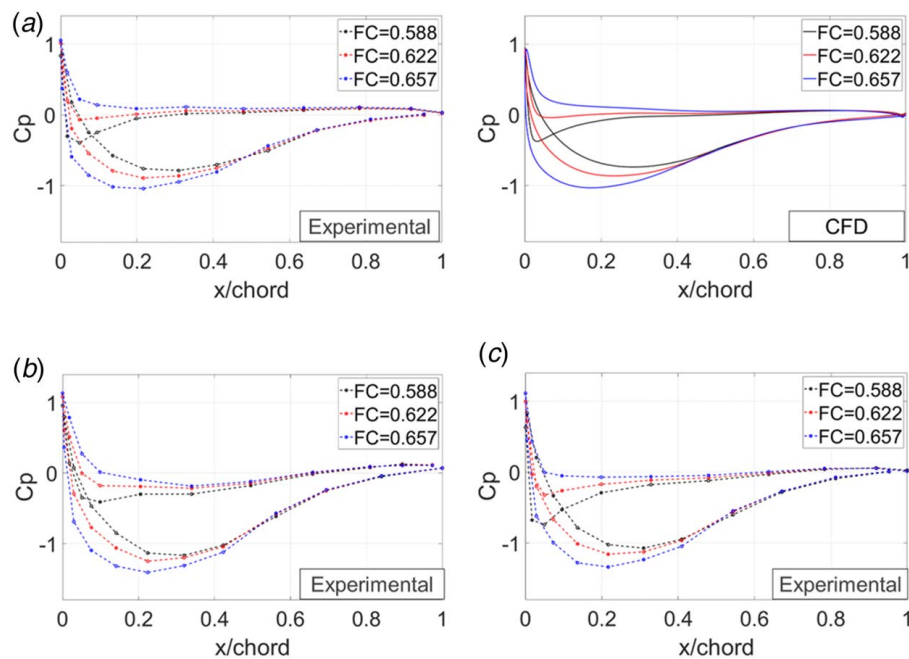 (a)
FC=0.588
FC=0.622
FC=0.657
1
0
-1
Cp
Experimental
0 0.2 0.4 0.6 0.8 1
x/chord
FC=0.588
FC=0.622
FC=0.657
1
0
-1
CFD
0 0.2 0.4 0.6 0.8 1
x/chord
(b)
FC=0.588
FC=0.622
FC=0.657
1
0
-1
Cp
Experimental
0 0.2 0.4 0.6 0.8 1
x/chord
(c)
FC=0.588
FC=0.622
FC=0.657
1
0
-1
Cp
Experimental
0 0.2 0.4 0.6 0.8 1
x/chord